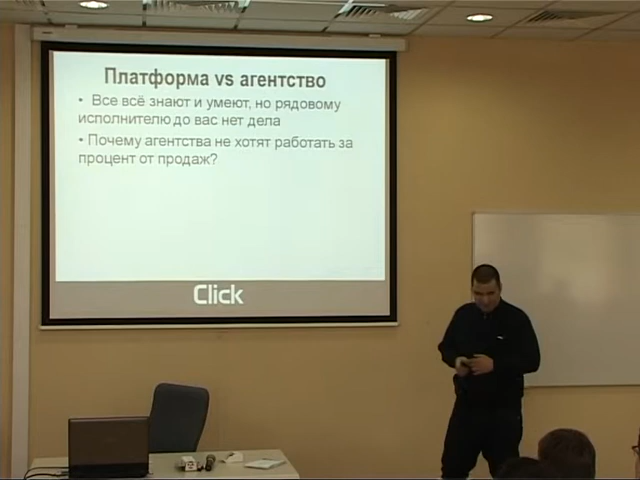 Платформа vs агентство
• Все всё знают и умеют, но рядовому
исполнителю до вас нет дела
• Почему агентства не хотят работать за
процент от продаж?
Click